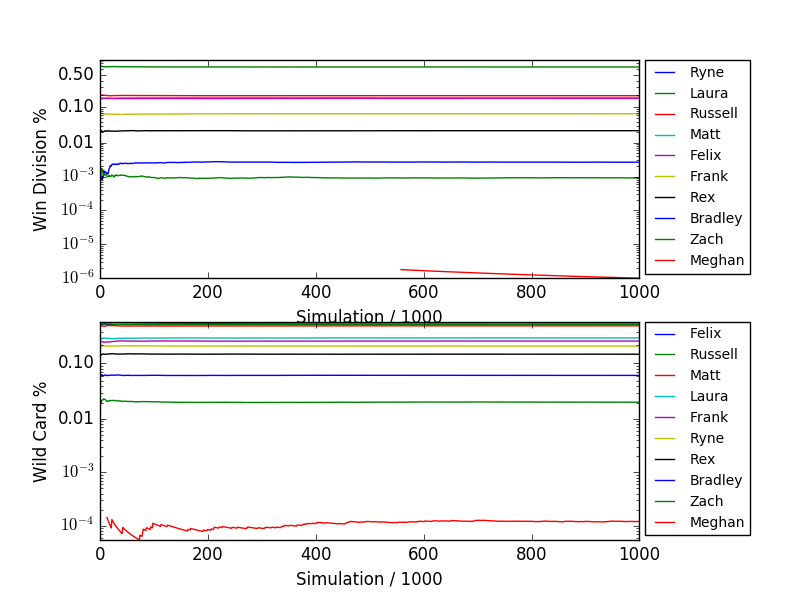 Win Division %
0.50
0.10
0.01
10⁻³
10⁻⁴
10⁻⁵
10⁻⁶
0 200 400 600 800 1000
Simulation / 1000
Ryne
Laura
Russell
Matt
Felix
Frank
Rex
Bradley
Zach
Meghan
Wild Card %
0.10
0.01
10⁻³
10⁻⁴
0 200 400 600 800 1000
Simulation / 1000
Felix
Russell
Matt
Laura
Frank
Ryne
Rex
Bradley
Zach
Meghan